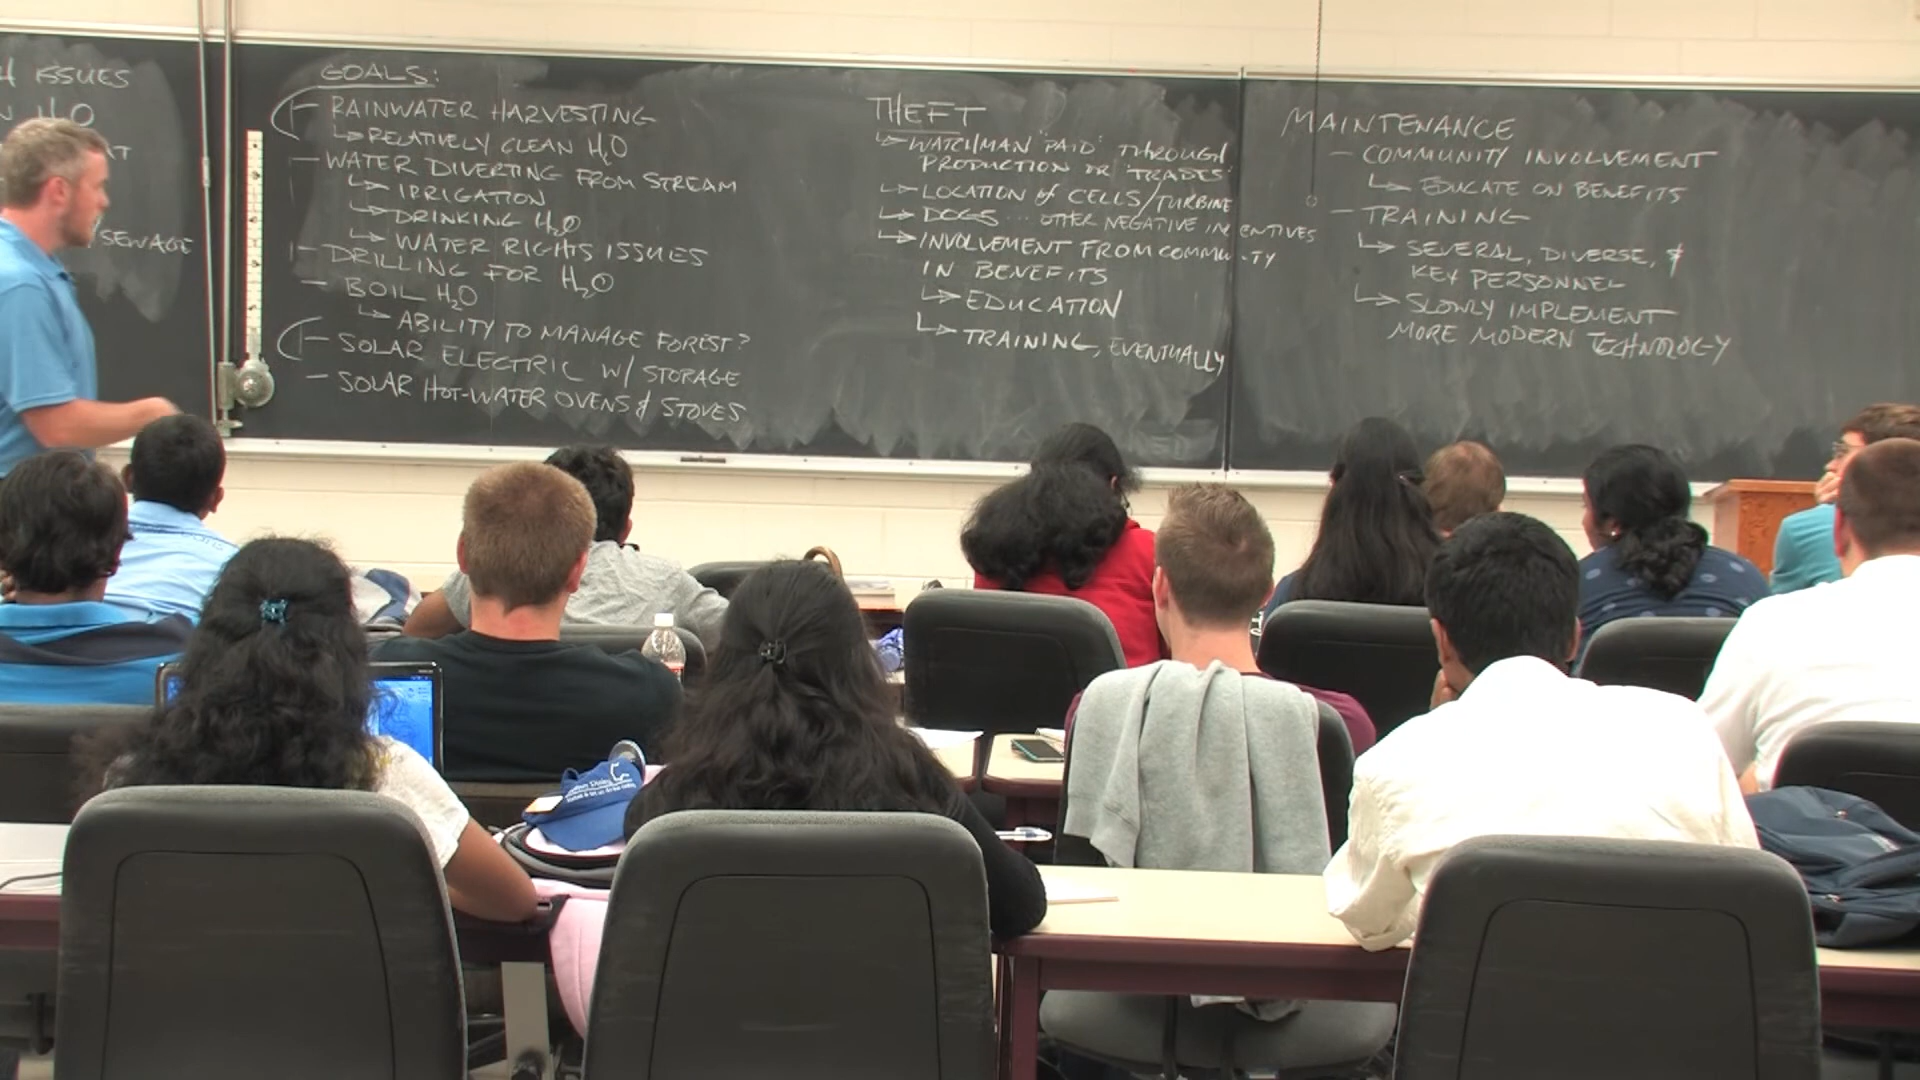 ISSUES
H2O
SEWAGE
GOALS:
- RAINWATER HARVESTING
↳ RELATIVELY CLEAN H2O
- WATER DIVERTING FROM STREAM
↳ IRRIGATION
↳ DRINKING H2O
↳ WATER RIGHTS ISSUES
- DRILLING FOR H2O
- BOIL H2O
↳ ABILITY TO MANAGE FOREST?
- SOLAR ELECTRIC W/ STORAGE
- SOLAR HOT-WATER OVENS & STOVES
THEFT
↳ WATCHMAN "PAID" THROUGH
PRODUCTION OR "TRADES"
↳ LOCATION of CELLS/TURBINE
↳ DOGS ... OTHER NEGATIVE INCENTIVES
↳ INVOLVEMENT FROM COMMUNITY
IN BENEFITS
↳ EDUCATION
↳ TRAINING, EVENTUALLY
MAINTENANCE
- COMMUNITY INVOLVEMENT
↳ EDUCATE ON BENEFITS
- TRAINING
↳ SEVERAL, DIVERSE, &
KEY PERSONNEL
↳ SLOWLY IMPLEMENT
MORE MODERN TECHNOLOGY